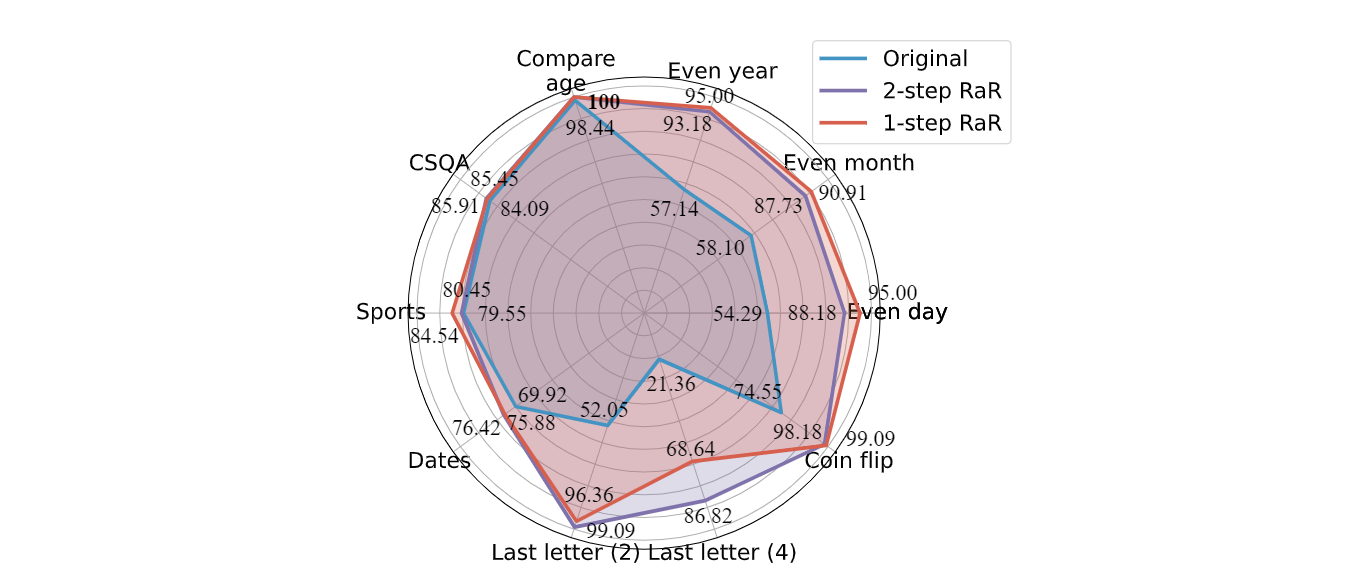 Compare
age
Even year
Original
2-step RaR
1-step RaR
100
95.00
98.44
93.18
CSQA
Even month
85.45
85.91
84.09
57.14
87.73
90.91
58.10
80.45
95.00
Sports
79.55
54.29
88.18
Even day
84.54
69.92
52.05
21.36
74.55
76.42
75.88
98.18
99.09
68.64
Dates
Coin flip
96.36
86.82
99.09
Last letter (2)
Last letter (4)